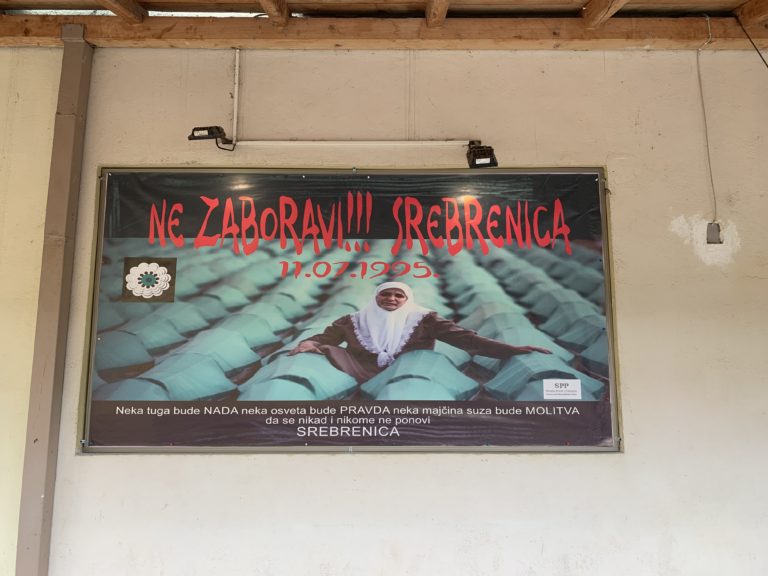 NE ZABORAVI!!! SREBRENICA
11.07.1995.
SPP
Neka tuga bude NADA neka osveta bude PRAVDA neka majčina suza bude MOLITVA
da se nikad i nikome ne ponovi
SREBRENICA